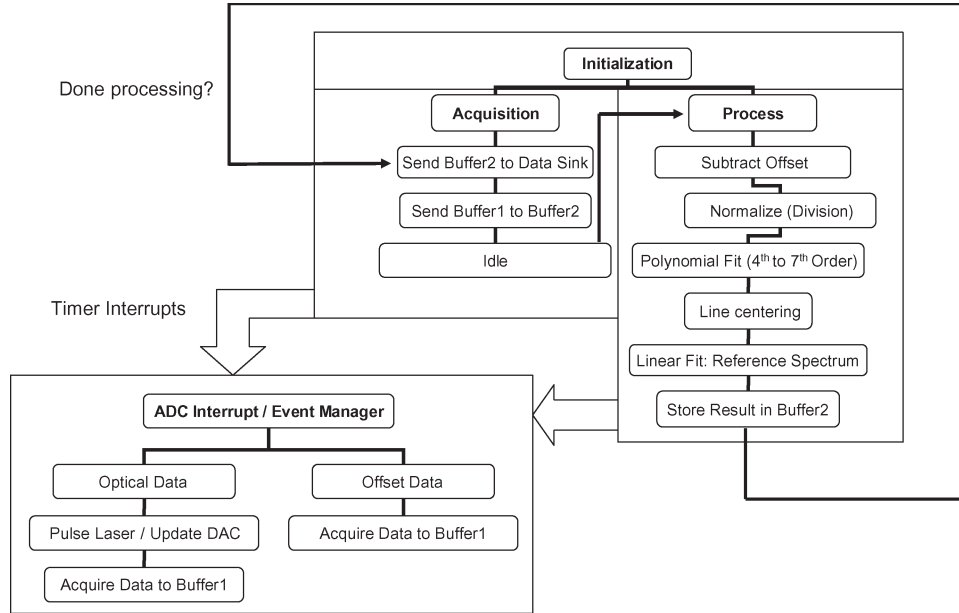 Initialization
Done processing?
Acquisition
Process
Send Buffer2 to Data Sink
Subtract Offset
Send Buffer1 to Buffer2
Normalize (Division)
Idle
Polynomial Fit (4th to 7th Order)
Timer Interrupts
Line centering
Linear Fit: Reference Spectrum
Store Result in Buffer2
ADC Interrupt / Event Manager
Optical Data
Offset Data
Pulse Laser / Update DAC
Acquire Data to Buffer1
Acquire Data to Buffer1